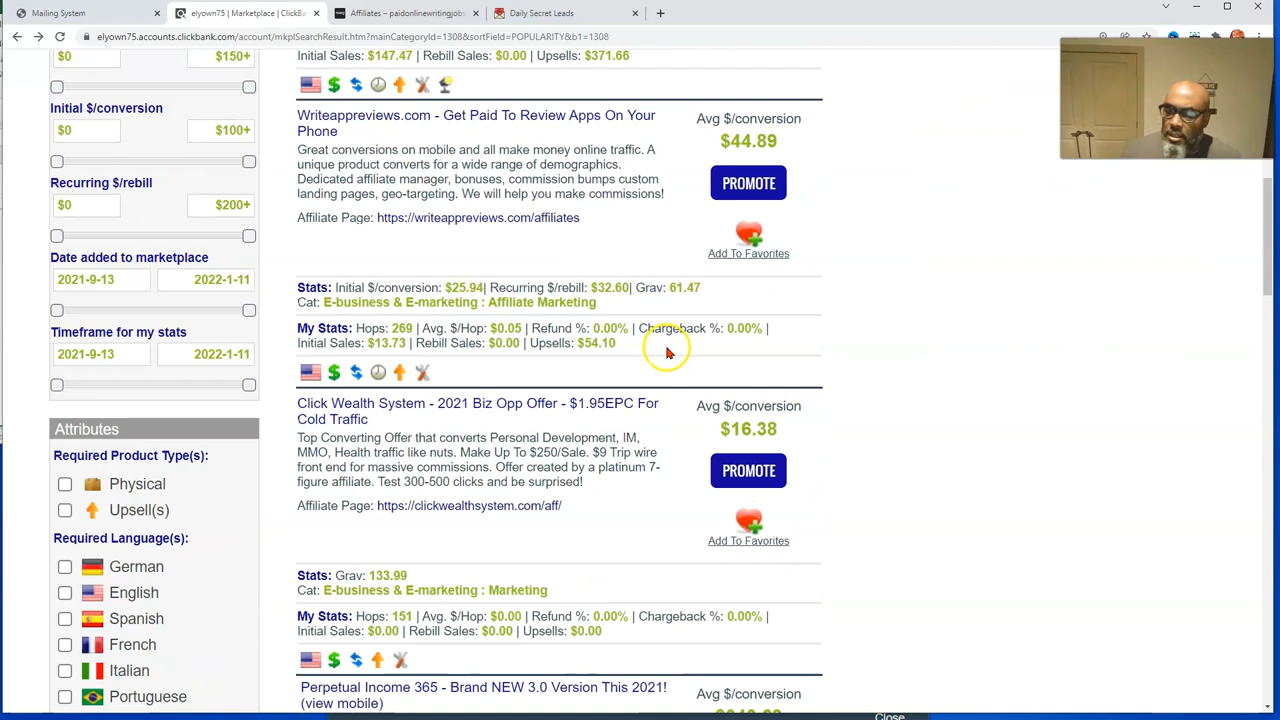 Mailing System
elyown75 | Marketplace | ClickBa
Affiliates – paidonlinewritingjobs
Daily Secret Leads
elyown75.accounts.clickbank.com/account/mkplSearchResult.htm?mainCategoryId=1308&sortField=POPULARITY&b1=1308
$0 $150+
Initial $/conversion
$0 $100+
Recurring $/rebill
$0 $200+
Date added to marketplace
2021-9-13 2022-1-11
Timeframe for my stats
2021-9-13 2022-1-11
Attributes
Required Product Type(s):
Physical
Upsell(s)
Required Language(s):
German
English
Spanish
French
Italian
Portuguese
Initial Sales: $147.47 | Rebill Sales: $0.00 | Upsells: $371.66
Writeappreviews.com - Get Paid To Review Apps On Your
Phone
Great conversions on mobile and all make money online traffic. A
unique product converts for a wide range of demographics.
Dedicated affiliate manager, bonuses, commission bumps custom
landing pages, geo-targeting. We will help you make commissions!
Affiliate Page: https://writeappreviews.com/affiliates
Avg $/conversion
$44.89
PROMOTE
Add To Favorites
Stats: Initial $/conversion: $25.94| Recurring $/rebill: $32.60| Grav: 61.47
Cat: E-business & E-marketing : Affiliate Marketing
My Stats: Hops: 269 | Avg. $/Hop: $0.05 | Refund %: 0.00% | Chargeback %: 0.00% |
Initial Sales: $13.73 | Rebill Sales: $0.00 | Upsells: $54.10
Click Wealth System - 2021 Biz Opp Offer - $1.95EPC For
Cold Traffic
Top Converting Offer that converts Personal Development, IM,
MMO, Health traffic like nuts. Make Up To $250/Sale. $9 Trip wire
front end for massive commissions. Offer created by a platinum 7-
figure affiliate. Test 300-500 clicks and be surprised!
Affiliate Page: https://clickwealthsystem.com/aff/
Avg $/conversion
$16.38
PROMOTE
Add To Favorites
Stats: Grav: 133.99
Cat: E-business & E-marketing : Marketing
My Stats: Hops: 151 | Avg. $/Hop: $0.00 | Refund %: 0.00% | Chargeback %: 0.00% |
Initial Sales: $0.00 | Rebill Sales: $0.00 | Upsells: $0.00
Perpetual Income 365 - Brand NEW 3.0 Version This 2021!
(view mobile)
Avg $/conversion
Close